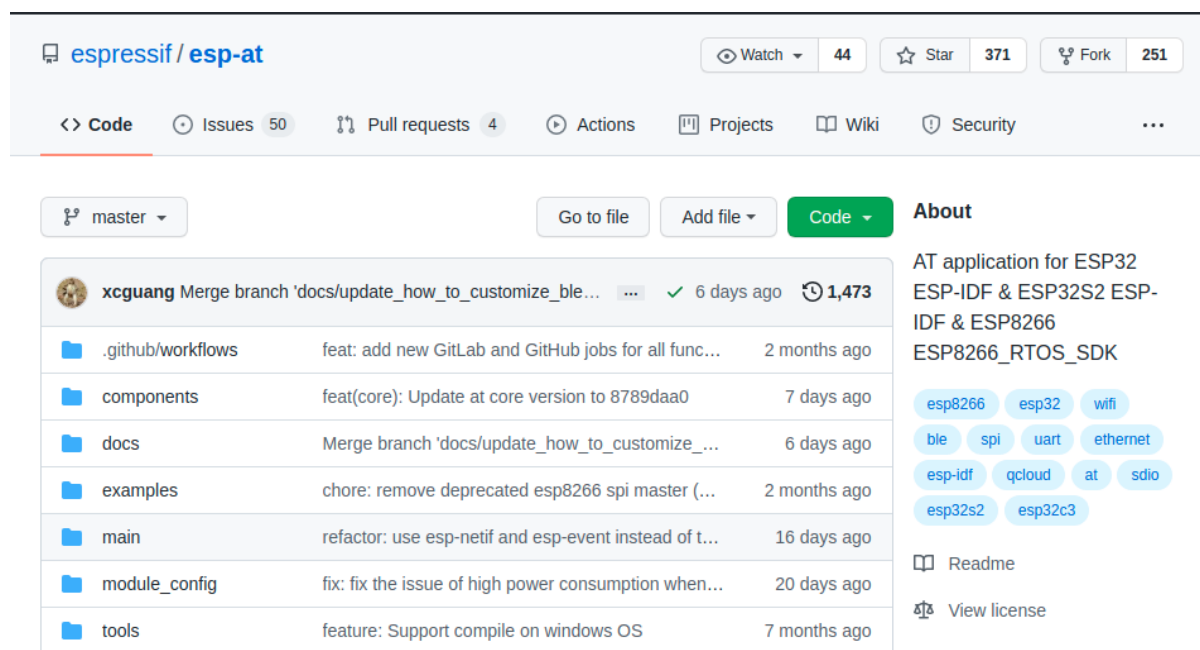 espressif / esp-at
Watch 44 Star 371 Fork 251
Code Issues 50 Pull requests 4 Actions Projects Wiki Security ...
master Go to file Add file Code
xcguang Merge branch 'docs/update_how_to_customize_ble... ... 6 days ago 1,473
.github/workflows feat: add new GitLab and GitHub jobs for all func... 2 months ago
components feat(core): Update at core version to 8789daa0 7 days ago
docs Merge branch 'docs/update_how_to_customize_... 6 days ago
examples chore: remove deprecated esp8266 spi master (... 2 months ago
main refactor: use esp-netif and esp-event instead of t... 16 days ago
module_config fix: fix the issue of high power consumption when... 20 days ago
tools feature: Support compile on windows OS 7 months ago
About
AT application for ESP32
ESP-IDF & ESP32S2 ESP-
IDF & ESP8266
ESP8266_RTOS_SDK
esp8266 esp32 wifi
ble spi uart ethernet
esp-idf qcloud at sdio
esp32s2 esp32c3
Readme
View license